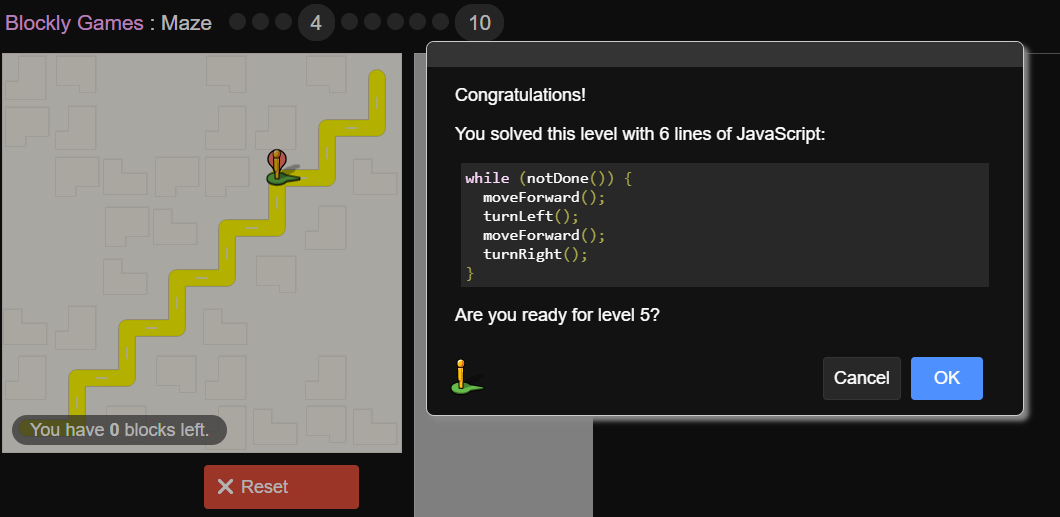 Blockly Games : Maze 4 10
Congratulations!
You solved this level with 6 lines of JavaScript:
while (notDone()) {
  moveForward();
  turnLeft();
  moveForward();
  turnRight();
}
Are you ready for level 5?
Cancel OK
You have 0 blocks left.
Reset